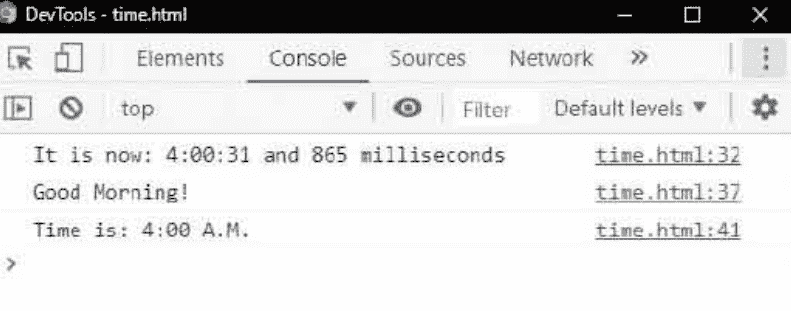 DevTools - time.html
Elements Console Sources Network »
top Filter Default levels
It is now: 4:00:31 and 865 milliseconds time.html:32
Good Morning! time.html:37
Time is: 4:00 A.M. time.html:41
>